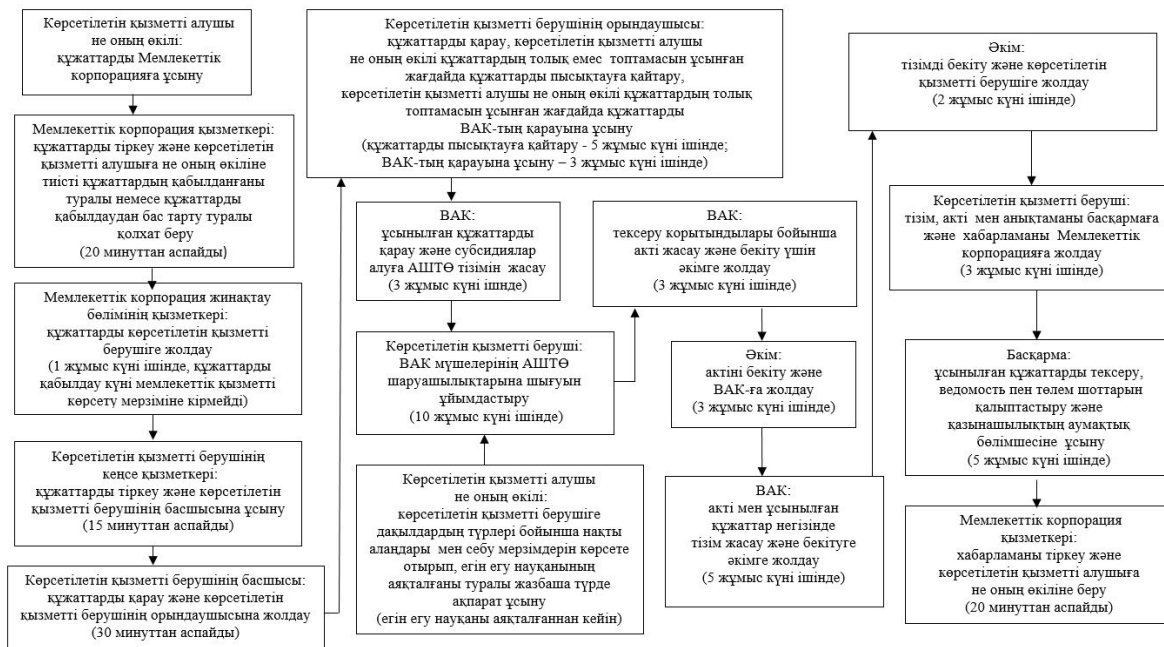 Көрсетілетін қызметті алушы
не оның өкілі:
құжаттарды Мемлекеттік
корпорацияға ұсыну
Мемлекеттік корпорация қызметкері:
құжаттарды тіркеу және көрсетілетін
қызметті алушыға не оның өкіліне
тиісті құжаттардың қабылданғаны
туралы немесе құжаттарды
қабылдаудан бас тарту туралы
қолхат беру
(20 минуттан аспайды)
Мемлекеттік корпорация жинақтау
бөлімінің қызметкері:
құжаттарды көрсетілетін қызметті
берушіге жолдау
(1 жұмыс күні ішінде, құжаттарды
қабылдау күні мемлекеттік қызметті
көрсету мерзіміне кірмейді)
Көрсетілетін қызметті берушінің
кеңсе қызметкері:
құжаттарды тіркеу және көрсетілетін
қызметті берушінің басшысына ұсыну
(15 минуттан аспайды)
Көрсетілетін қызметті берушінің басшысы:
құжаттарды қарау және көрсетілетін
қызметті берушінің орындаушысына жолдау
(30 минуттан аспайды)
Көрсетілетін қызметті берушінің орындаушысы:
құжаттарды қарау, көрсетілетін қызметті алушы
не оның өкілі құжаттардың толық емес топтамасын ұсынған
жағдайда құжаттарды пысықтауға қайтару,
көрсетілетін қызметті алушы не оның өкілі құжаттардың толық
топтамасын ұсынған жағдайда құжаттарды
ВАК-тың қарауына ұсыну
(құжаттарды пысықтауға қайтару - 5 жұмыс күні ішінде;
ВАК-тың қарауына ұсыну – 3 жұмыс күні ішінде)
ВАК:
ұсынылған құжаттарды
қарау және субсидиялар
алуға АШТӨ тізімін жасау
(3 жұмыс күні ішнде)
Көрсетілетін қызметті беруші:
ВАК мүшелерінің АШТӨ
шаруашылықтарына шығуын
ұйымдастыру
(10 жұмыс күні ішінде)
Көрсетілетін қызметті алушы
не оның өкілі:
көрсетілетін қызметті берушіге
дақылдардың түрлері бойынша нақты
алаңдары мен себу мерзімдерін көрсете
отырып, егін егу науқанының
аяқталғаны туралы жазбаша түрде
ақпарат ұсыну
(егін егу науқаны аяқталғаннан кейін)
ВАК:
тексеру қорытындылары бойынша
акті жасау және бекіту үшін
әкімге жолдау
(3 жұмыс күні ішінде)
Әкім:
актіні бекіту және
ВАК-ға жолдау
(3 жұмыс күні ішінде)
ВАК:
акті мен ұсынылған
құжаттар негізінде
тізім жасау және бекітуге
әкімге жолдау
(5 жұмыс күні ішінде)
Әкім:
тізімді бекіту және көрсетілетін
қызметті берушіге жолдау
(2 жұмыс күні ішінде)
Көрсетілетін қызметті беруші:
тізім, акті мен анықтаманы басқармаға
және хабарламаны Мемлекеттік
корпорацияға жолдау
(3 жұмыс күні ішінде)
Басқарма:
ұсынылған құжаттарды тексеру,
ведомость пен төлем шоттарын
қалыптастыру және
қазынашылықтың аумақтық
бөлімшесіне ұсыну
(5 жұмыс күні ішінде)
Мемлекеттік корпорация
қызметкері:
хабарламаны тіркеу және
көрсетілетін қызметті алушыға
не оның өкіліне беру
(20 минуттан аспайды)